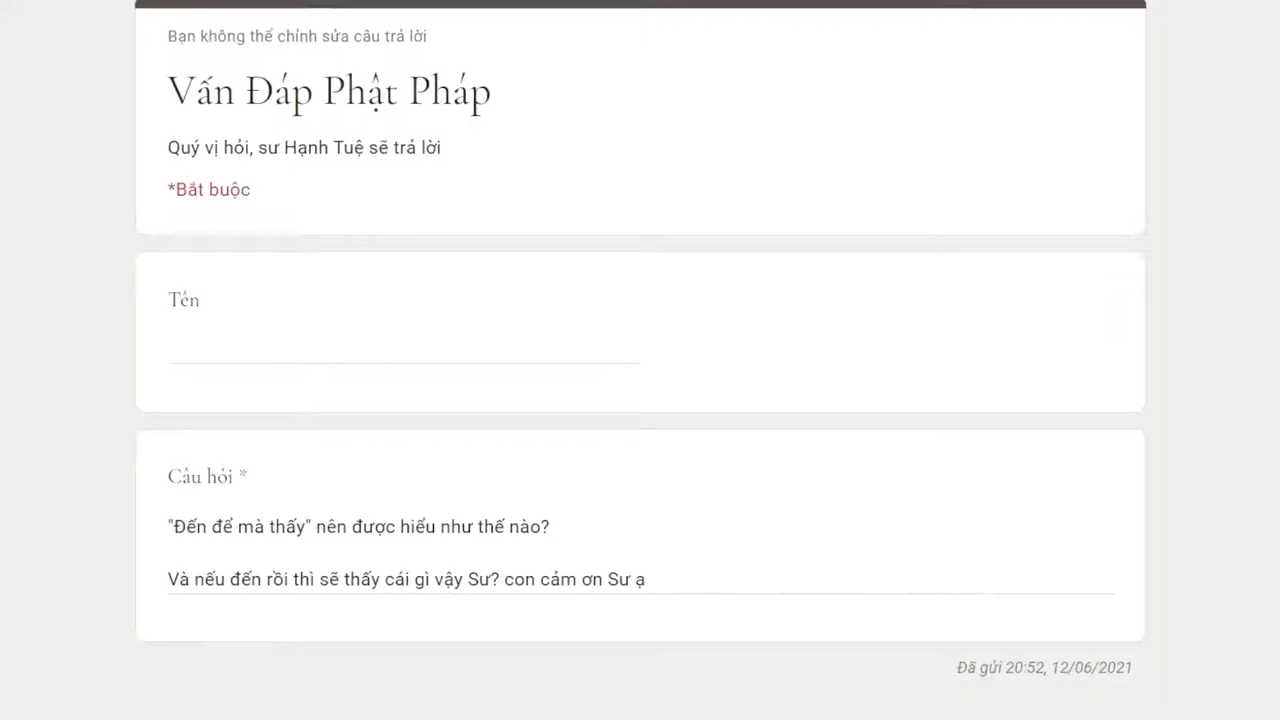 Bạn không thể chỉnh sửa câu trả lời
Vấn Đáp Phật Pháp
Quý vị hỏi, sư Hạnh Tuệ sẽ trả lời
*Bắt buộc
Tên
Câu hỏi *
"Đến để mà thấy" nên được hiểu như thế nào?
Và nếu đến rồi thì sẽ thấy cái gì vậy Sư? con cảm ơn Sư ạ
Đã gửi 20:52, 12/06/2021